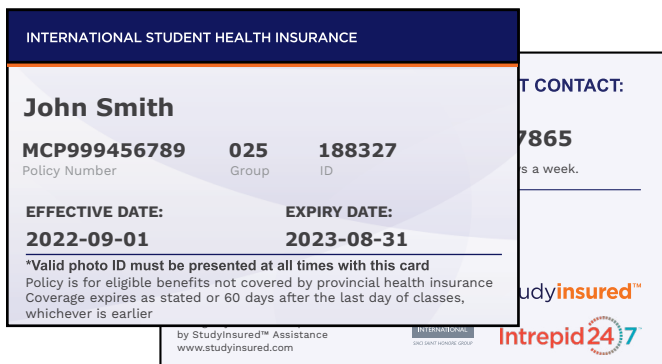 INTERNATIONAL STUDENT HEALTH INSURANCE
John Smith
MCP999456789 025 188327
Policy Number Group ID
EFFECTIVE DATE: EXPIRY DATE:
2022-09-01 2023-08-31
*Valid photo ID must be presented at all times with this card
Policy is for eligible benefits not covered by provincial health insurance
Coverage expires as stated or 60 days after the last day of classes,
whichever is earlier
T CONTACT:
7865
s a week.
udyinsured™
by StudyInsured™ Assistance
www.studyinsured.com
INTERNATIONAL
Intrepid 24/7